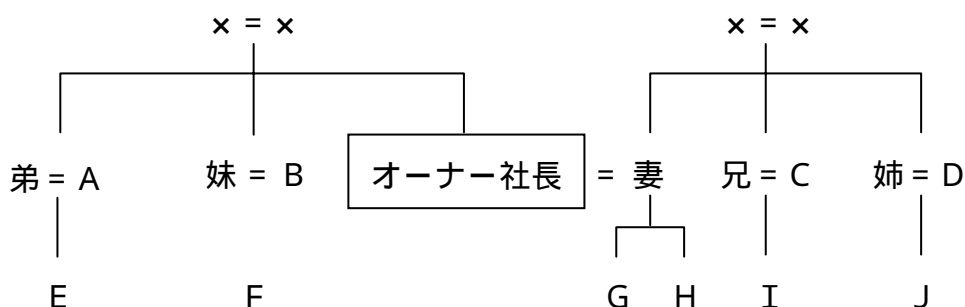 × = × × = ×
弟 = A 妹 = B オーナー社長 = 妻 兄 = C 姉 = D
E F G H I J